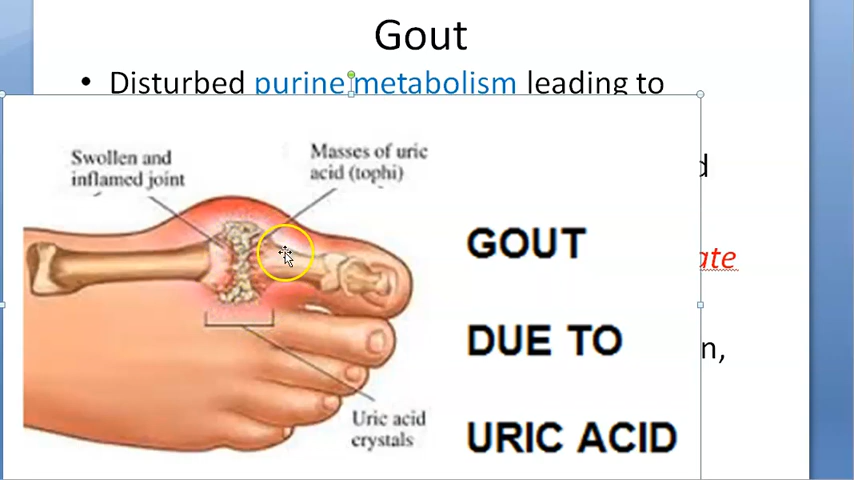 Gout
• Disturbed purine metabolism leading to
Swollen and
inflamed joint
Masses of uric
acid (tophi)
GOUT
DUE TO
URIC ACID
Uric acid
crystals